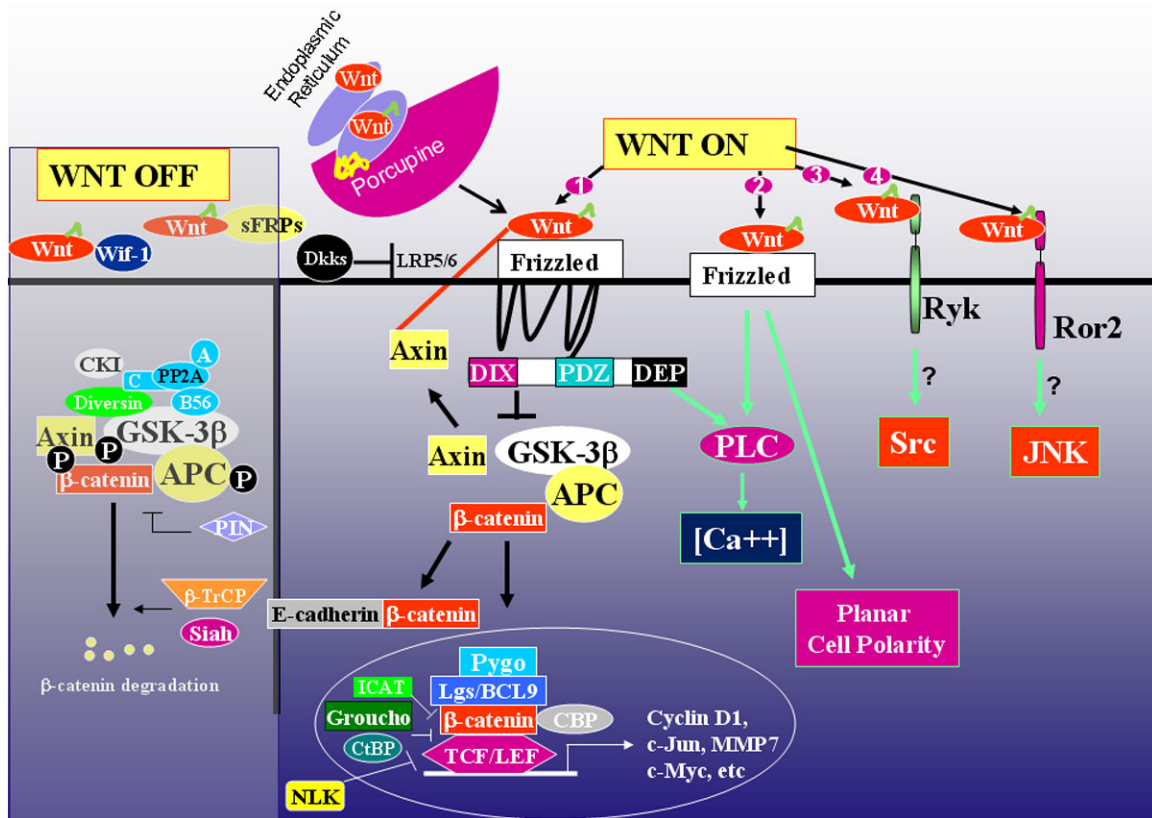 Endoplasmic
Reticulum
Wnt
Wnt
Porcupine
WNT OFF
WNT ON
1
2
3
4
Wnt
Wif-1
Wnt
sFRPs
Dkks
LRP5/6
Wnt
Frizzled
Wnt
Frizzled
Wnt
Ryk
Wnt
Ror2
CKI
A
C
PP2A
B56
Diversin
Axin
GSK-3β
P
P
β-catenin
APC
P
PIN
β-TrCP
Siah
β-catenin degradation
Axin
DIX
PDZ
DEP
Axin
GSK-3β
APC
β-catenin
E-cadherin
β-catenin
PLC
[Ca++]
?
Src
?
JNK
Planar
Cell Polarity
Pygo
ICAT
Lgs/BCL9
Groucho
β-catenin
CBP
CtBP
TCF/LEF
NLK
Cyclin D1,
c-Jun, MMP7
c-Myc, etc